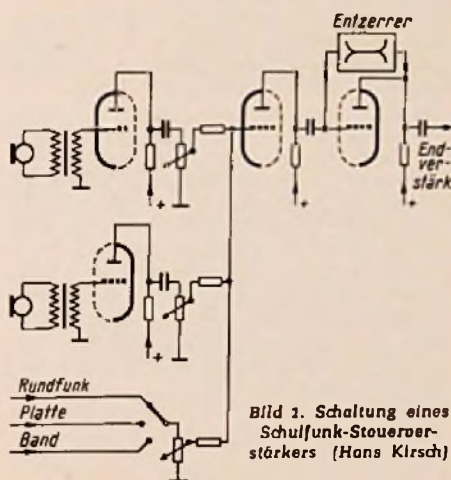 Entzerrer
+
+
+
End-
ver-
stärk
+
Rundfunk
Platte
Band
Bild 1. Schaltung eines
Schulfunk-Steuerver-
stärkers (Hans Kirsch)